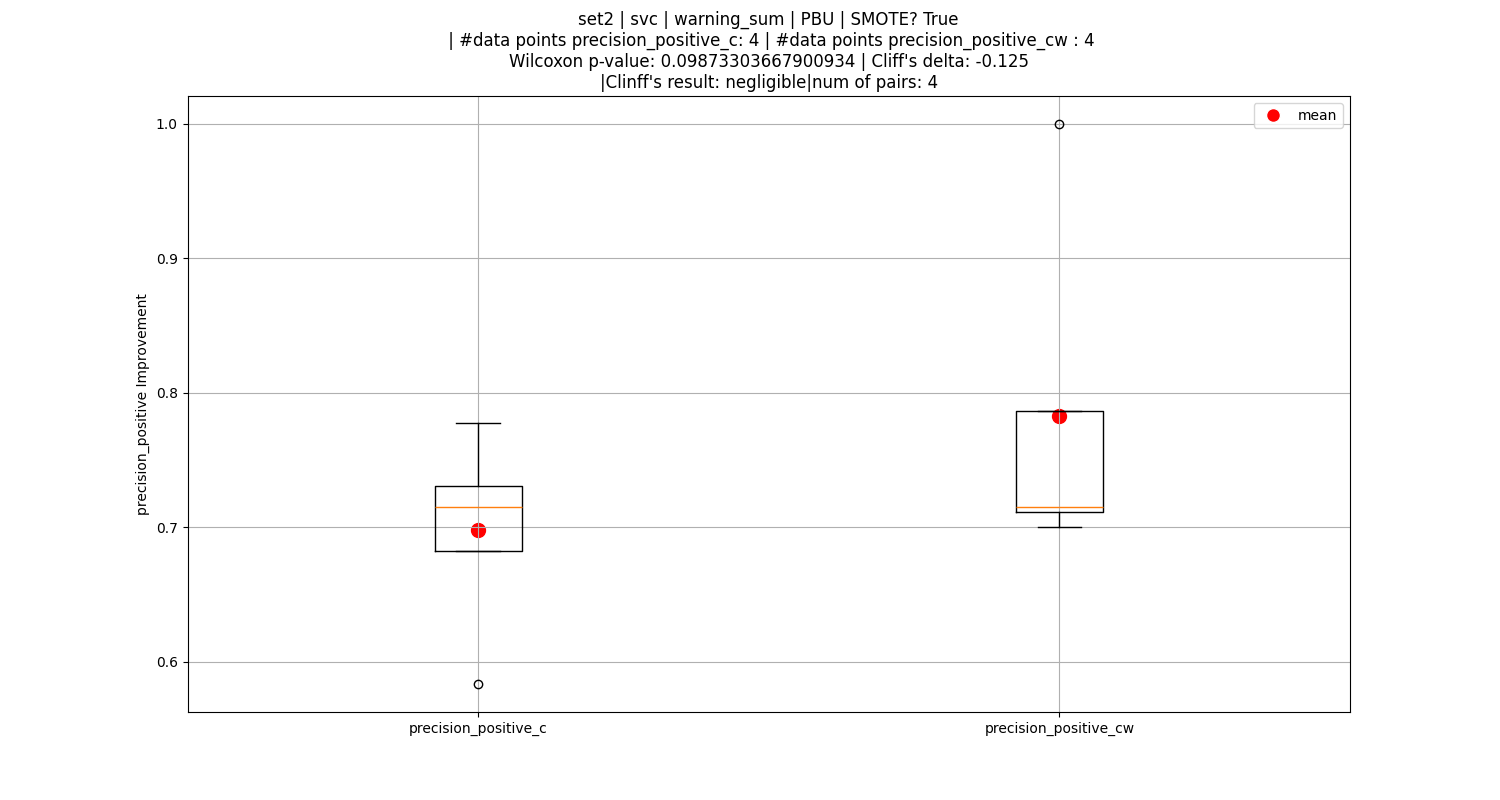 set2 | svc | warning_sum | PBU | SMOTE? True
| #data points precision_positive_c: 4 | #data points precision_positive_cw : 4
Wilcoxon p-value: 0.09873303667900934 | Cliff's delta: -0.125
|Clinff's result: negligible|num of pairs: 4
mean
1.0
0.9
0.8
0.7
0.6
precision_positive Improvement
precision_positive_c
precision_positive_cw